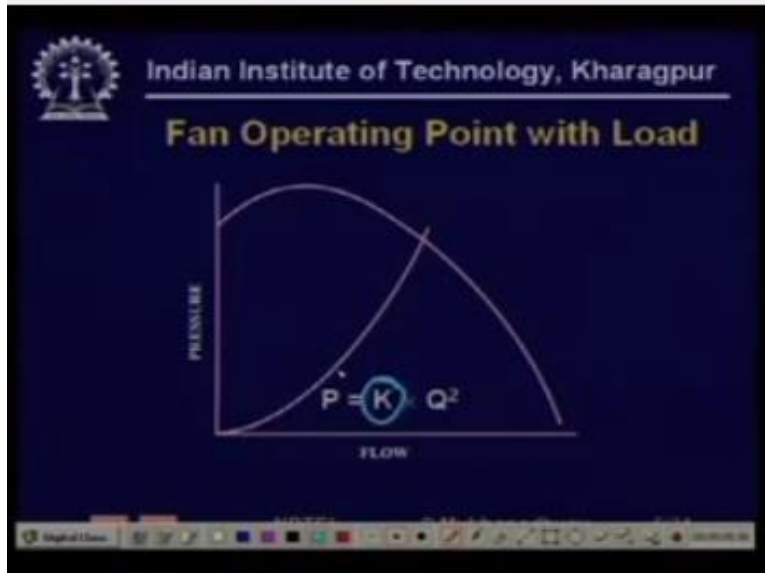 Indian Institute of Technology, Kharagpur
Fan Operating Point with Load
PRESSURE
P = K × Q²
FLOW